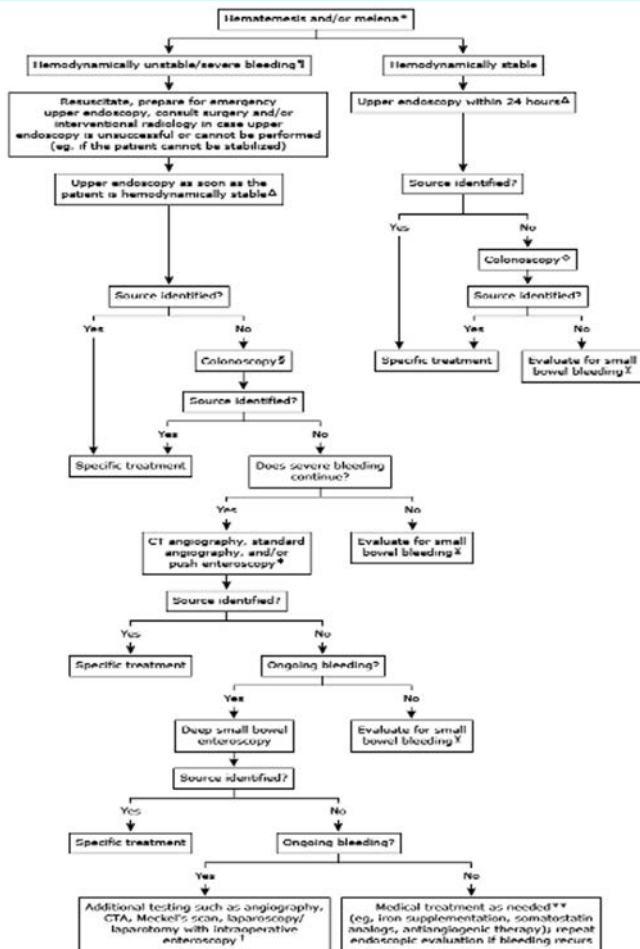 Hematemesis and/or melena*
Hemodynamically unstable/severe bleeding¶
Hemodynamically stable
Resuscitate, prepare for emergency
upper endoscopy, consult surgery and/or
interventional radiology in case upper
endoscopy is unsuccessful or cannot be performed
(eg, if the patient cannot be stabilized)
Upper endoscopy within 24 hoursΔ
Upper endoscopy as soon as the
patient is hemodynamically stableΔ
Source identified?
Yes
No
Colonoscopy◇
Source identified?
Source identified?
Yes
No
Yes
No
Colonoscopy§
Specific treatment
Evaluate for small
bowel bleeding¥
Source identified?
Yes
No
Specific treatment
Does severe bleeding
continue?
Yes
No
CT angiography, standard
angiography, and/or
push enteroscopy‡
Evaluate for small
bowel bleeding¥
Source identified?
Yes
No
Specific treatment
Ongoing bleeding?
Yes
No
Deep small bowel
enteroscopy
Evaluate for small
bowel bleeding¥
Source identified?
Yes
No
Specific treatment
Ongoing bleeding?
Yes
No
Additional testing such as angiography,
CTA, Meckel's scan, laparoscopy/
laparotomy with intraoperative
enteroscopy†
Medical treatment as needed**
(eg, iron supplementation, somatostatin
analogs, antiangiogenic therapy); repeat
endoscopic evaluation if bleeding recurs